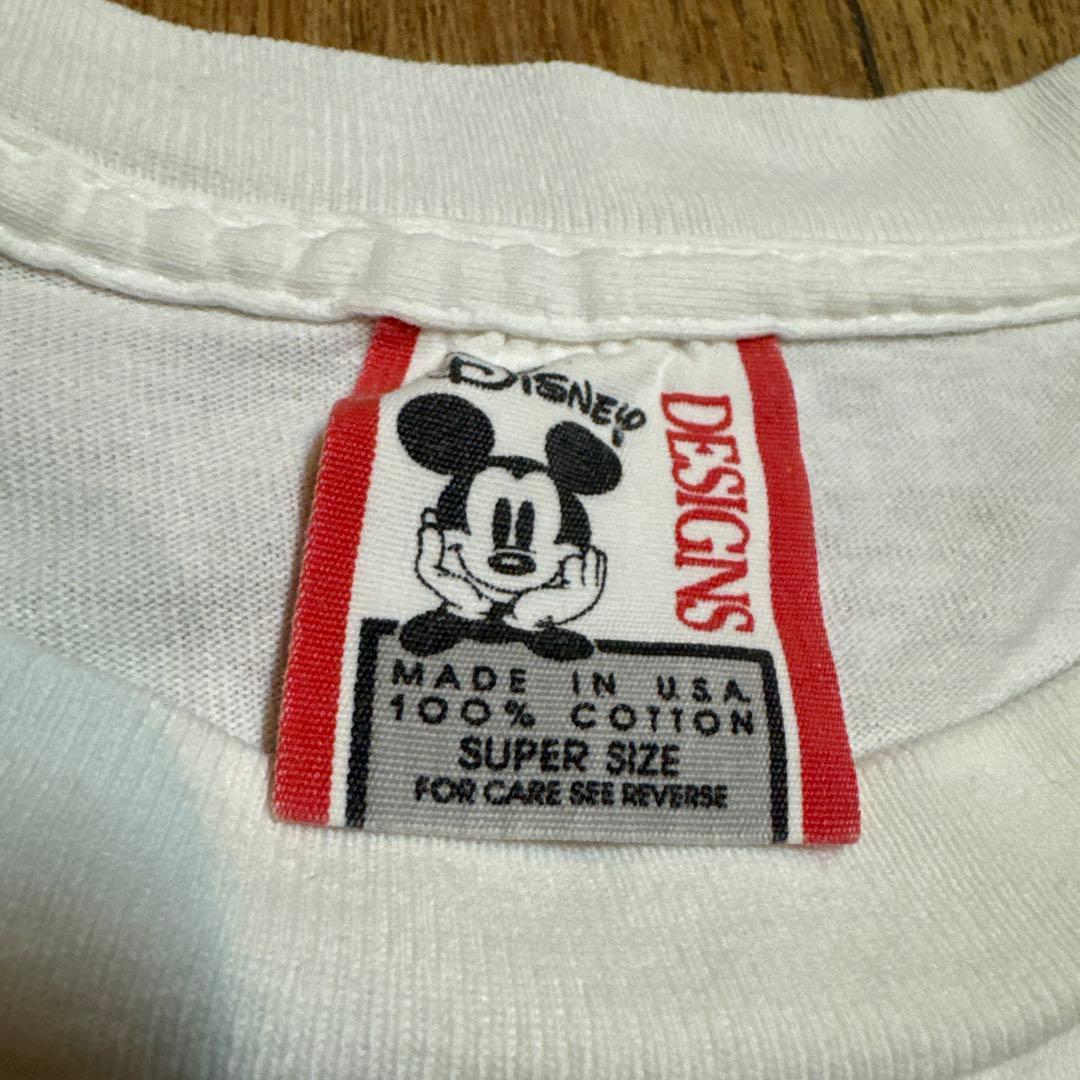 DISNEY
DESIGNS
MADE IN U.S.A.
100% COTTON
SUPER SIZE
FOR CARE SEE REVERSE